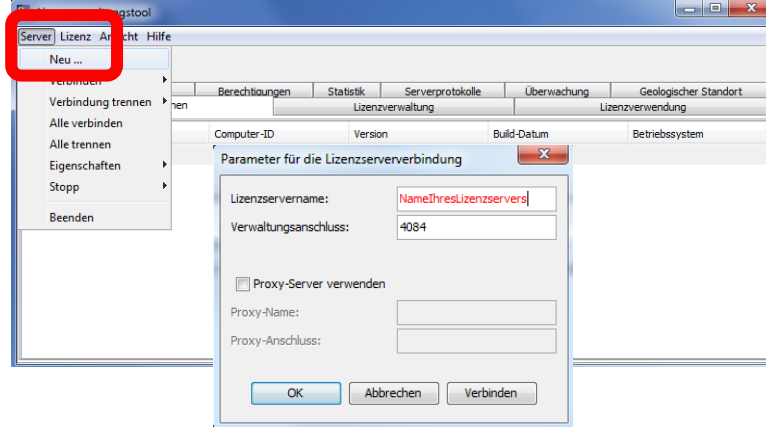 tungstool
Server Lizenz Ansicht Hilfe
Neu ...
Verbinden
Verbindung trennen
Alle verbinden
Alle trennen
Eigenschaften
Stopp
Beenden
Berechtigungen Statistik Serverprotokolle Überwachung Geologischer Standort
nen Lizenzverwaltung Lizenzverwendung
Computer-ID Version Build-Datum Betriebssystem
Parameter für die Lizenzserververbindung
Lizenzservername: NameIhresLizenzservers
Verwaltungsanschluss: 4084
Proxy-Server verwenden
Proxy-Name:
Proxy-Anschluss:
OK Abbrechen Verbinden